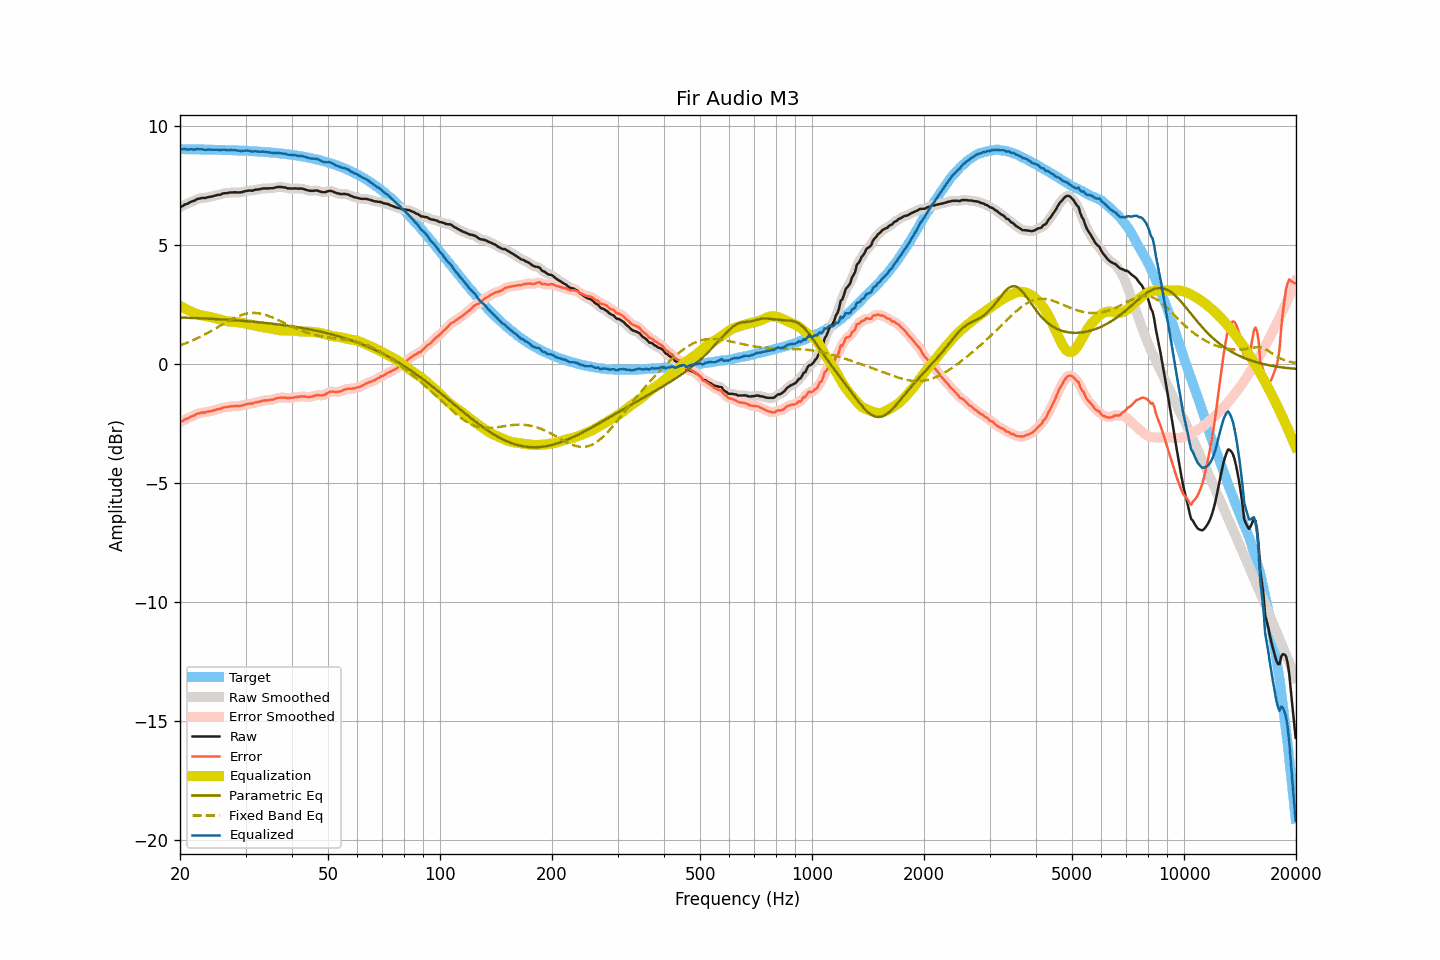 Fir Audio M3
10
5
0
−5
−10
−15
−20
Amplitude (dBr)
Target
Raw Smoothed
Error Smoothed
Raw
Error
Equalization
Parametric Eq
Fixed Band Eq
Equalized
20 50 100 200 500 1000 2000 5000 10000 20000
Frequency (Hz)